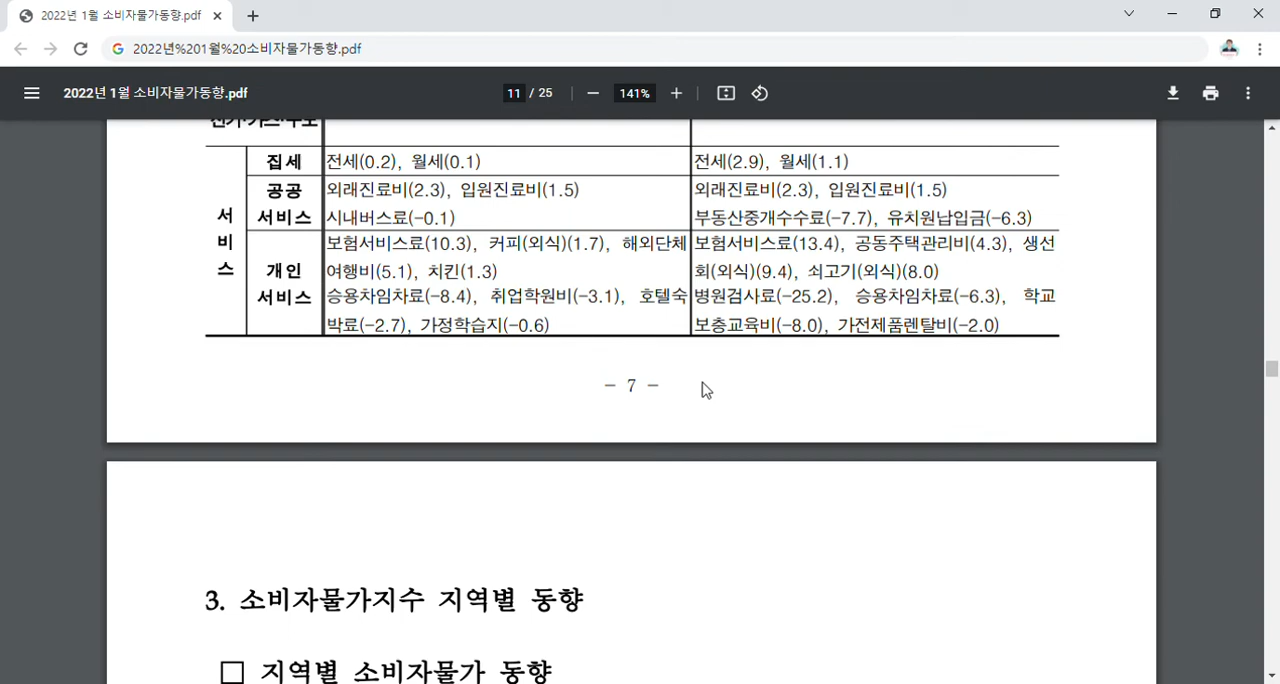 2022년 1월 소비자물가동향.pdf
2022년%201월%20소비자물가동향.pdf
2022년 1월 소비자물가동향.pdf
11 / 25
141%
전기·가스·수도
서비스
집세
전세(0.2), 월세(0.1)
전세(2.9), 월세(1.1)
공공
서비스
외래진료비(2.3), 입원진료비(1.5)
시내버스료(-0.1)
외래진료비(2.3), 입원진료비(1.5)
부동산중개수수료(-7.7), 유치원납입금(-6.3)
개인
서비스
보험서비스료(10.3), 커피(외식)(1.7), 해외단체
여행비(5.1), 치킨(1.3)
승용차임차료(-8.4), 취업학원비(-3.1), 호텔숙
박료(-2.7), 가정학습지(-0.6)
보험서비스료(13.4), 공동주택관리비(4.3), 생선
회(외식)(9.4), 쇠고기(외식)(8.0)
병원검사료(-25.2), 승용차임차료(-6.3), 학교
보충교육비(-8.0), 가전제품렌탈비(-2.0)
- 7 -
3. 소비자물가지수 지역별 동향
□ 지역별 소비자물가 동향